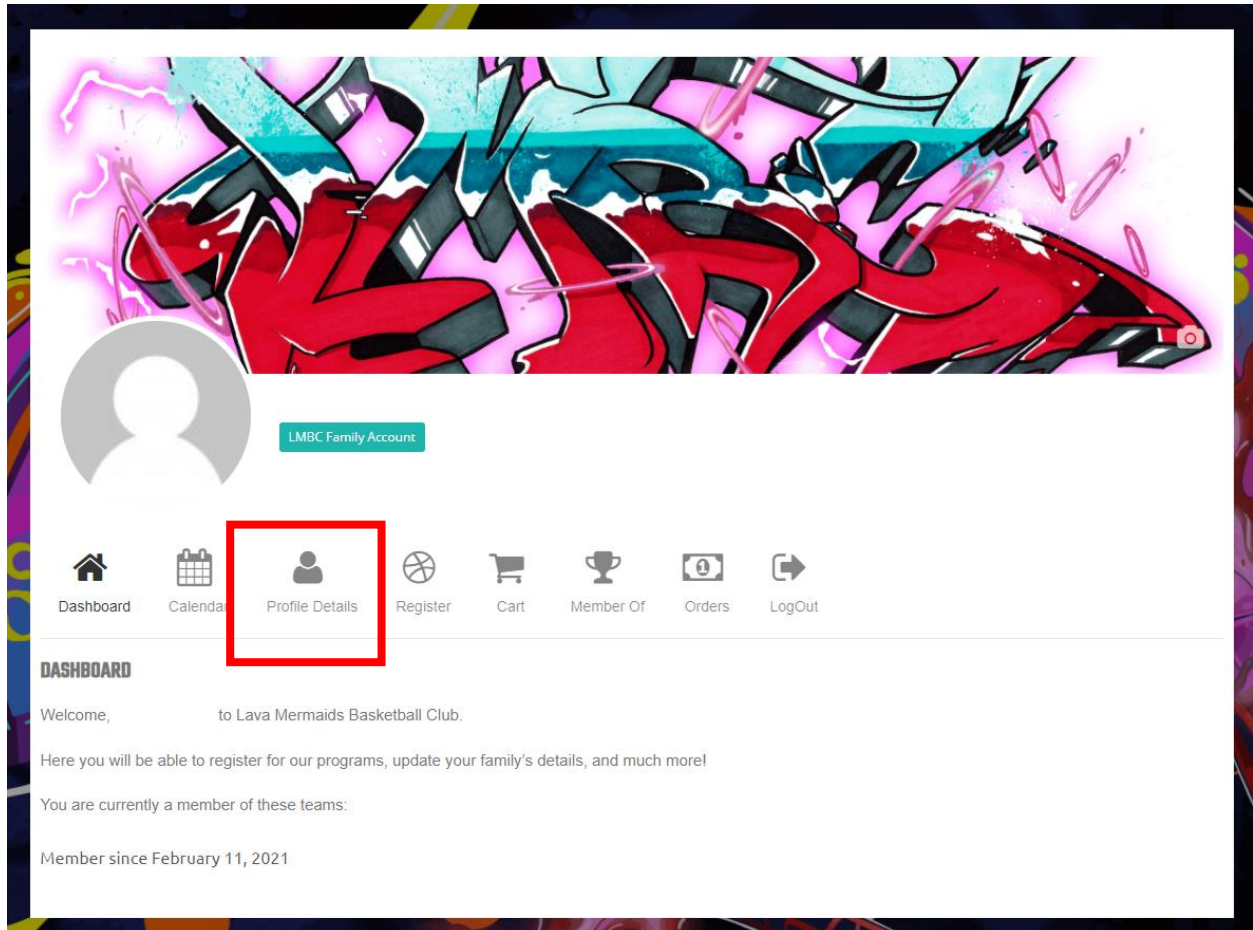 LMBC
LMBC Family Account
Dashboard Calendar Profile Details Register Cart Member Of Orders LogOut
DASHBOARD
Welcome, to Lava Mermaids Basketball Club.
Here you will be able to register for our programs, update your family's details, and much more!
You are currently a member of these teams:
Member since February 11, 2021